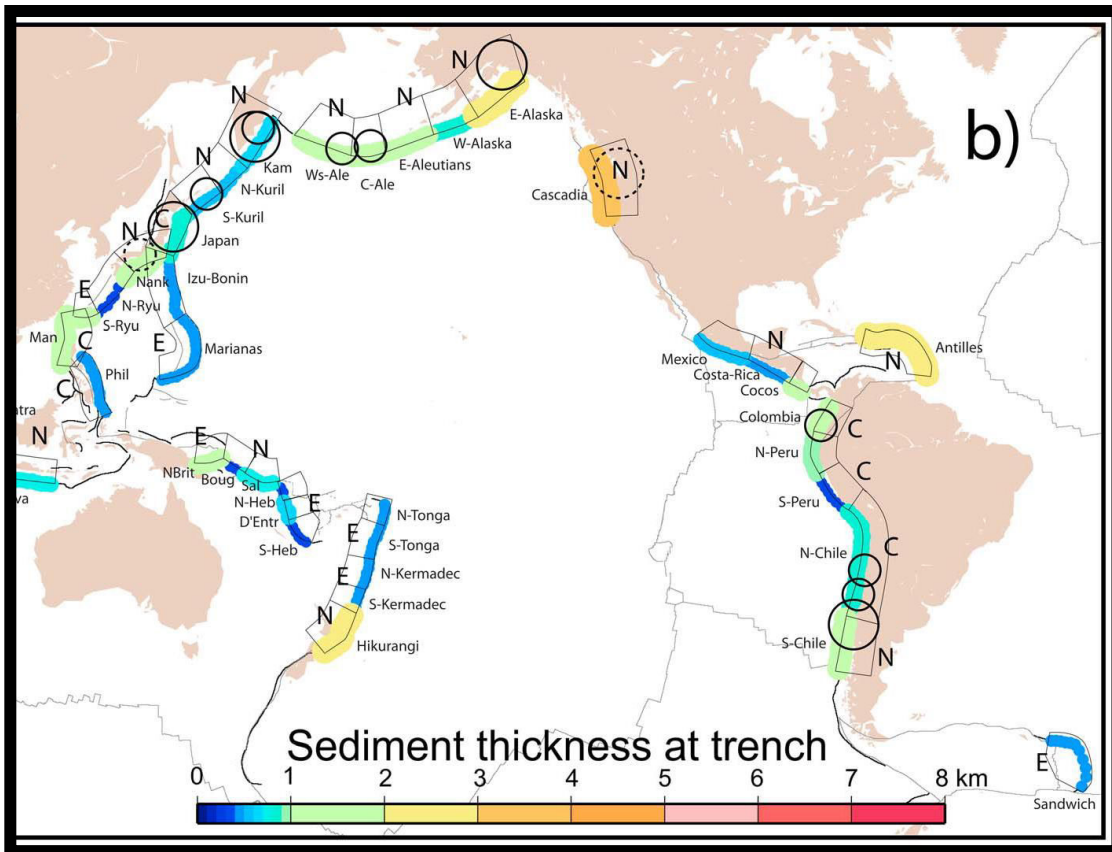 N
E-Alaska
b)
N
N
N
W-Alaska
E-Aleutians
C-Ale
Ws-Ale
Kam
N
N-Kuril
S-Kuril
C
Japan
N
Nank
Izu-Bonin
E
N-Ryu
S-Ryu
Man
C
E
Marianas
Phil
C
N
Cascadia
N
Mexico
Costa-Rica
Cocos
N
Antilles
Colombia
C
N-Peru
C
S-Peru
N-Chile
C
S-Chile
N
ntra
N
va
E
N
NBrit
Boug
Sal
N-Heb
E
D'Entr
S-Heb
N-Tonga
E
S-Tonga
E
N-Kermadec
S-Kermadec
N
Hikurangi
E
Sandwich
Sediment thickness at trench
0 1 2 3 4 5 6 7 8 km